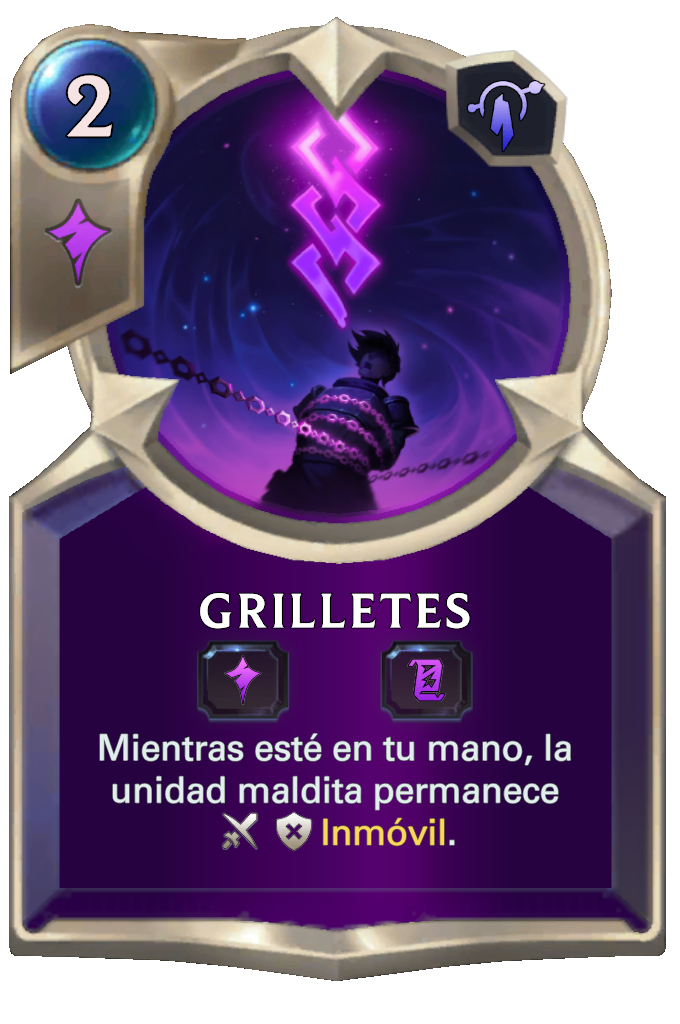 2
GRILLETES
Mientras esté en tu mano, la
unidad maldita permanece
Inmóvil.